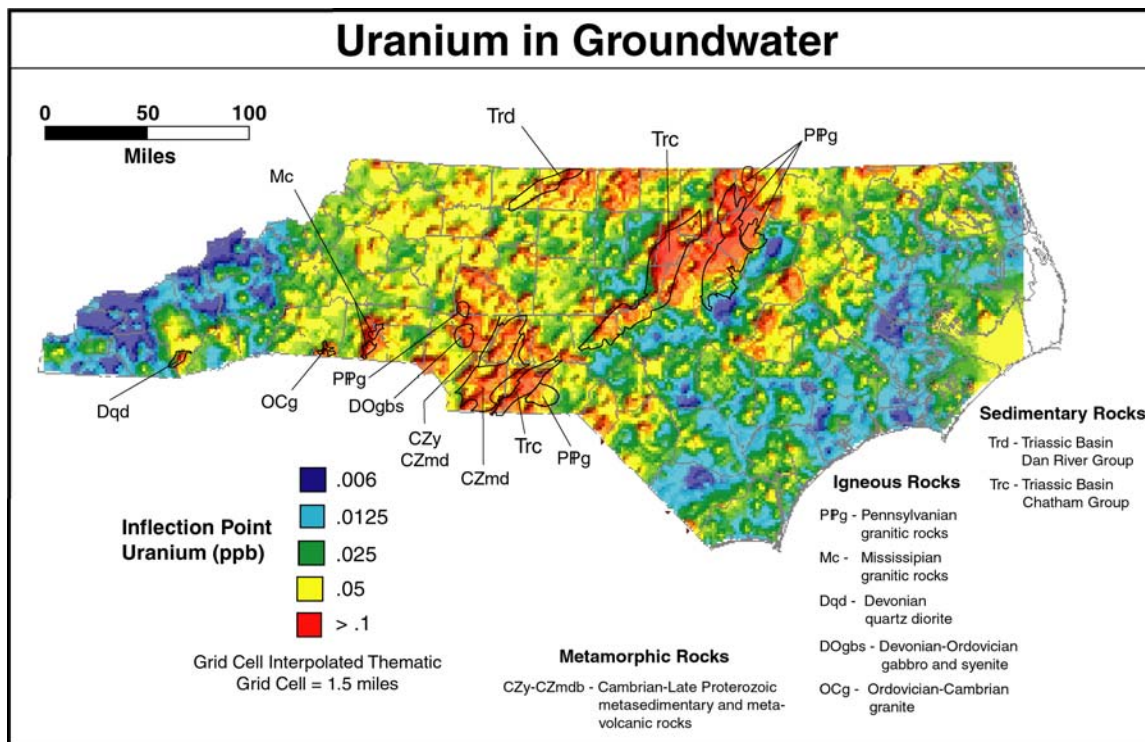 Uranium in Groundwater
0 50 100
Miles
Trd
Trc
PIPg
Mc
Dqd
OCg
PIPg
DOgbs
CZy
CZmd
CZmd
Trc
PIPg
Inflection Point
Uranium (ppb)
.006
.0125
.025
.05
> .1
Grid Cell Interpolated Thematic
Grid Cell = 1.5 miles
Metamorphic Rocks
CZy-CZmdb - Cambrian-Late Proterozoic
metasedimentary and meta-
volcanic rocks
Igneous Rocks
PIPg - Pennsylvanian
granitic rocks
Mc - Mississipian
granitic rocks
Dqd - Devonian
quartz diorite
DOgbs - Devonian-Ordovician
gabbro and syenite
OCg - Ordovician-Cambrian
granite
Sedimentary Rocks
Trd - Triassic Basin
Dan River Group
Trc - Triassic Basin
Chatham Group